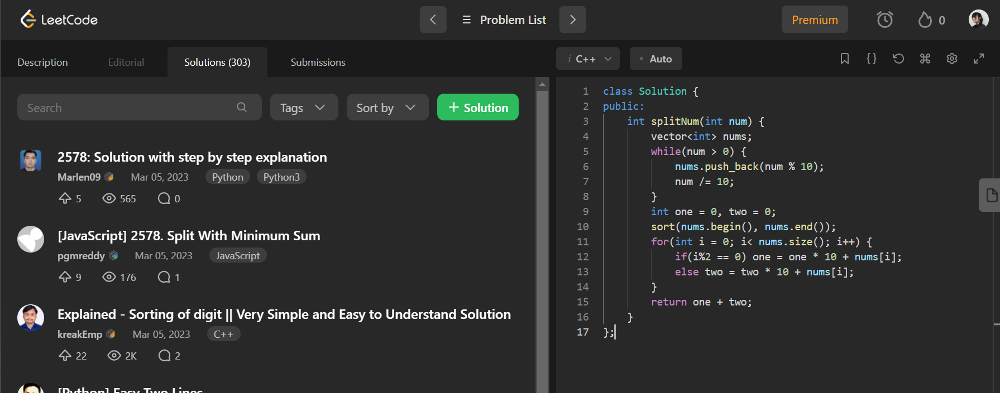 LeetCode
Problem List
Premium
0
Description Editorial Solutions (303) Submissions
Search
Tags
Sort by
+ Solution
2578: Solution with step by step explanation
Marlen09 Mar 05, 2023 Python Python3
5 565 0
[JavaScript] 2578. Split With Minimum Sum
pgmreddy Mar 05, 2023 JavaScript
9 176 1
Explained - Sorting of digit || Very Simple and Easy to Understand Solution
kreakEmp Mar 05, 2023 C++
22 2K 2
[Python] Easy Two Lines
i C++
• Auto
{}
1 class Solution {
2 public:
3     int splitNum(int num) {
4         vector<int> nums;
5         while(num > 0) {
6             nums.push_back(num % 10);
7             num /= 10;
8         }
9         int one = 0, two = 0;
10         sort(nums.begin(), nums.end());
11         for(int i = 0; i< nums.size(); i++) {
12             if(i%2 == 0) one = one * 10 + nums[i];
13             else two = two * 10 + nums[i];
14         }
15         return one + two;
16     }
17 };